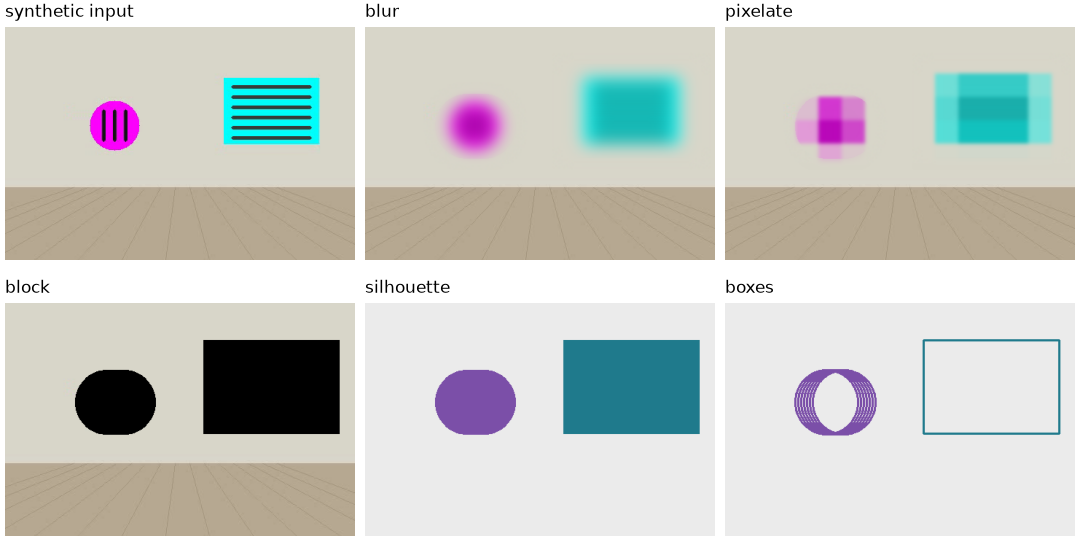 synthetic input
blur
pixelate
block
silhouette
boxes